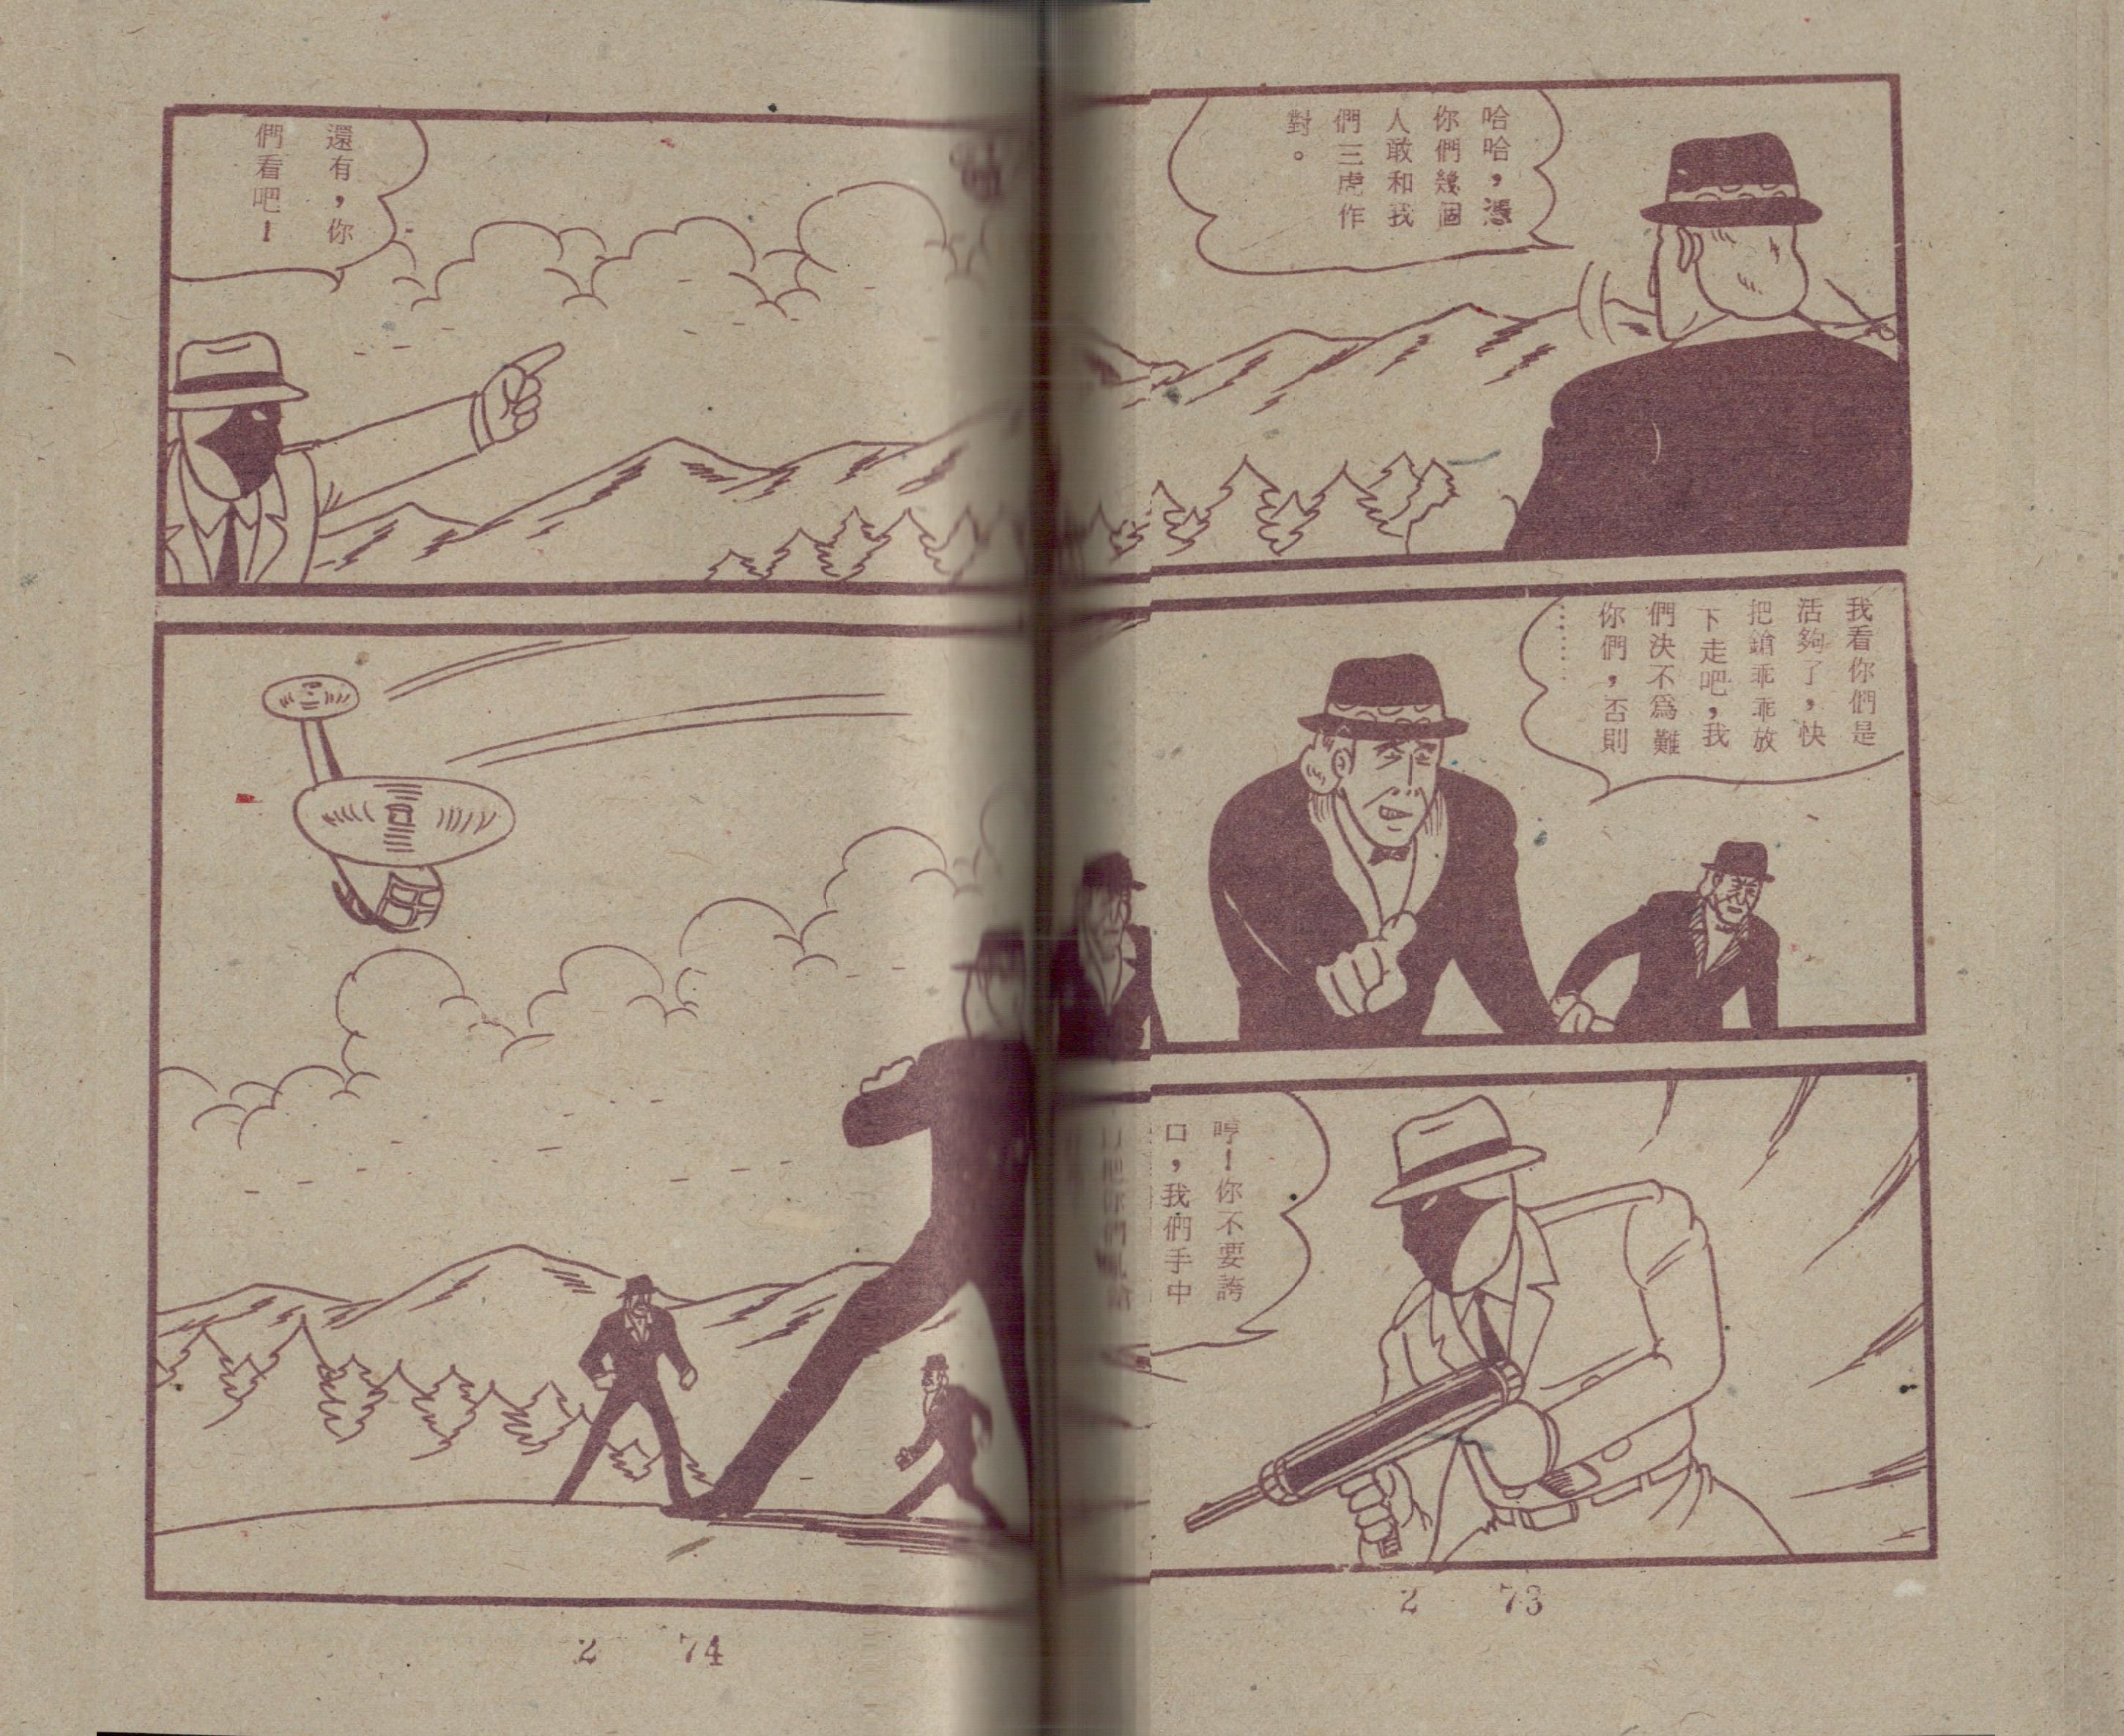 哈哈，憑
你們幾個
人敢和我
們三虎作
對。
我看你們是
活夠了，快
把鎗乖乖放
下走吧，我
們決不爲難
你們，否則
……
哼！你不要誇
口，我們手中
2 73
還有，你
們看吧！
2 74